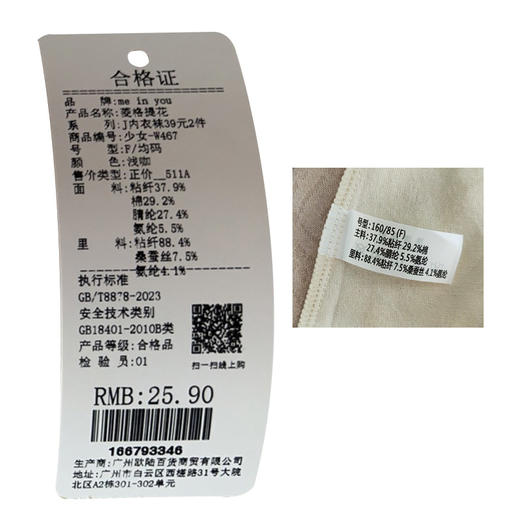 合格证
品 牌:me in you
产品名称:菱格提花
系 列:J内衣袜39元2件
商品编号:少女-W467
号 型:F/均码
颜 色:浅咖
售价类型:正价__511A
面 料:粘纤37.9%
棉29.2%
腈纶27.4%
氨纶5.5%
里 料:粘纤88.4%
桑蚕丝7.5%
氨纶4.1%
执行标准
GB/T8878-2023
安全技术类别
GB18401-2010B类
产品等级:合格品
检 验 员:01
扫一扫线上购
RMB:25.90
166793346
生产商:广州欧陆百货商贸有限公司
地址:广州市白云区西槎路31号大院
北区A2栋301-302单元
号型:160/85 (F)
主料:37.9%粘纤 29.2%棉
27.4%腈纶 5.5%氨纶
里料:88.4%粘纤 7.5%桑蚕丝 4.1%氨纶